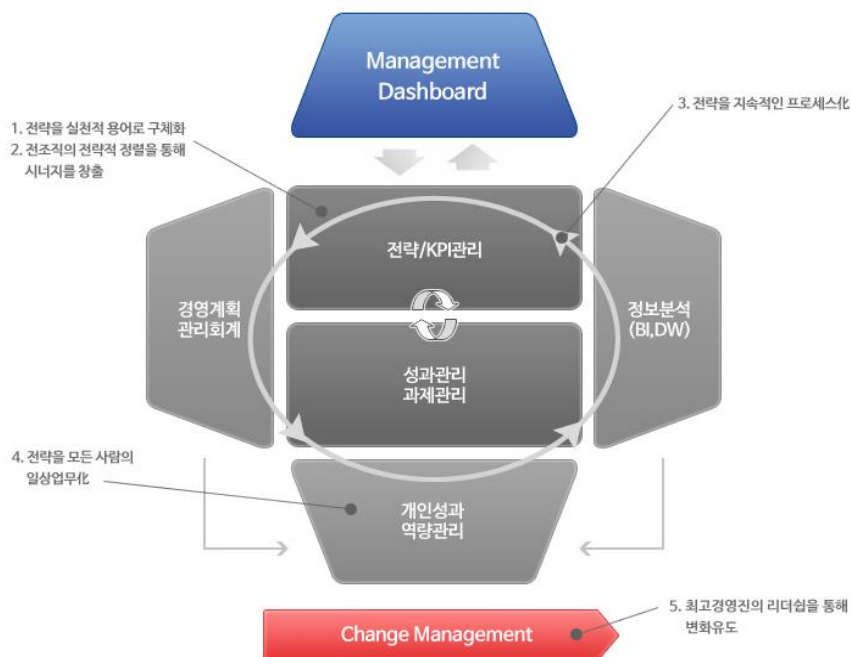 Management
Dashboard
3. 전략을 지속적인 프로세스化
1. 전략을 실천적 용어로 구체화
2. 전조직의 전략적 정렬을 통해
시너지를 창출
전략/KPI관리
경영계획
관리회계
정보분석
(BI,DW)
성과관리
과제관리
4. 전략을 모든 사람의
일상업무化
개인성과
역량관리
5. 최고경영진의 리더쉽을 통해
변화유도
Change Management